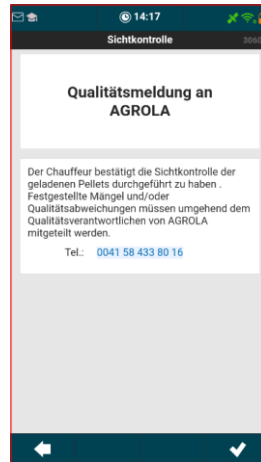 14:17
Sichtkontrolle 3060
Qualitätsmeldung an
AGROLA
Der Chauffeur bestätigt die Sichtkontrolle der
geladenen Pellets durchgeführt zu haben .
Festgestellte Mängel und/oder
Qualitätsabweichungen müssen umgehend dem
Qualitätsverantwortlichen von AGROLA
mitgeteilt werden.
Tel.: 0041 58 433 80 16